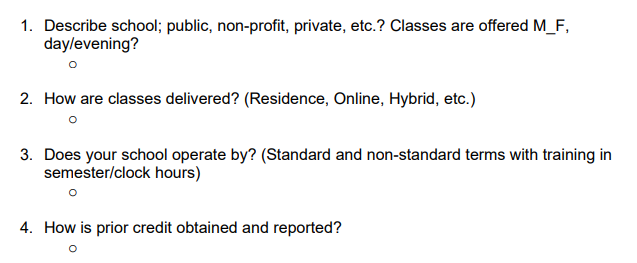 1. Describe school; public, non-profit, private, etc.? Classes are offered M_F,
day/evening?
2. How are classes delivered? (Residence, Online, Hybrid, etc.)
3. Does your school operate by? (Standard and non-standard terms with training in
semester/clock hours)
4. How is prior credit obtained and reported?